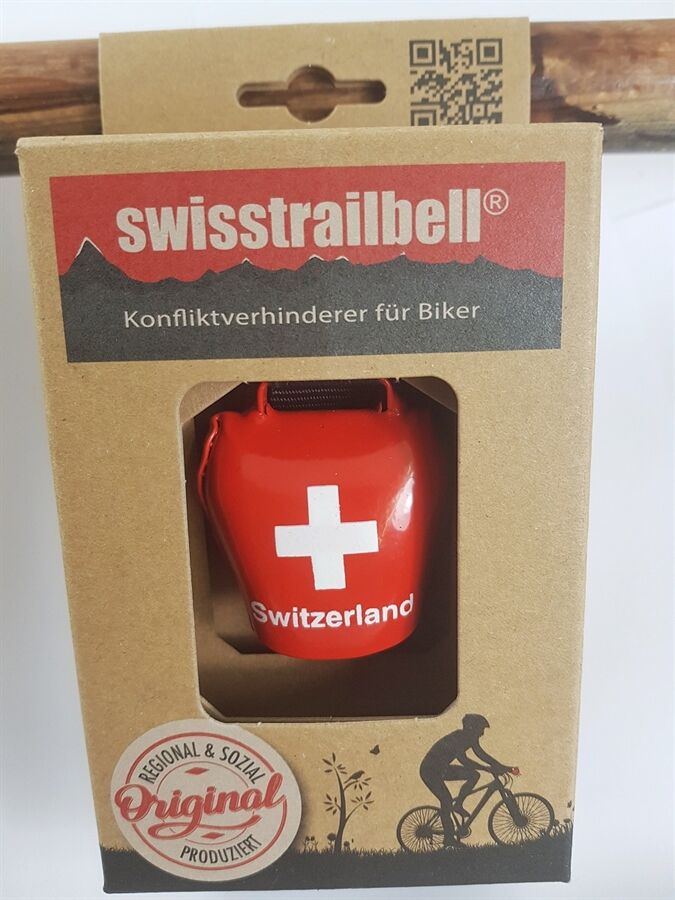 swisstrailbell®
Konfliktverhinderer für Biker
Switzerland
REGIONAL & SOZIAL
Original
PRODUZIERT